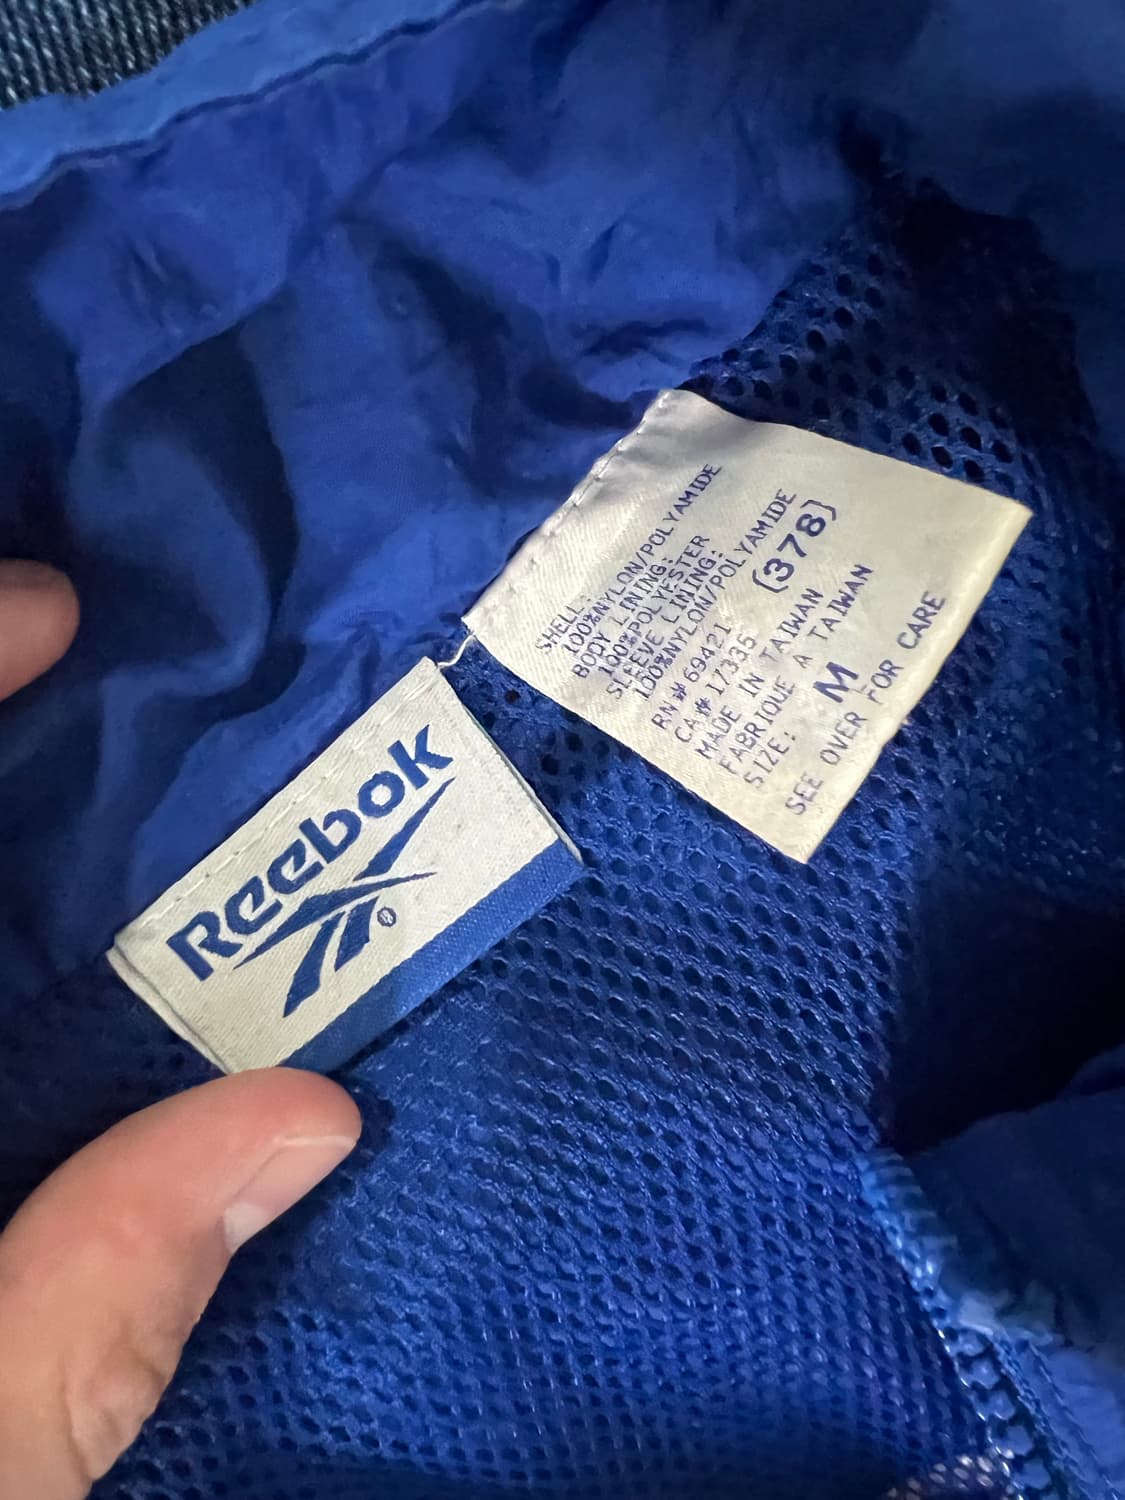 Reebok
®
SHELL:
100%NYLON/POLYAMIDE
BODY LINING:
100%POLYESTER
SLEEVE LINING:
100%NYLON/POLYAMIDE
(378)
RN#69421
CA#17335
MADE IN TAIWAN
FABRIQUE A TAIWAN
SIZE: M
SEE OVER FOR CARE